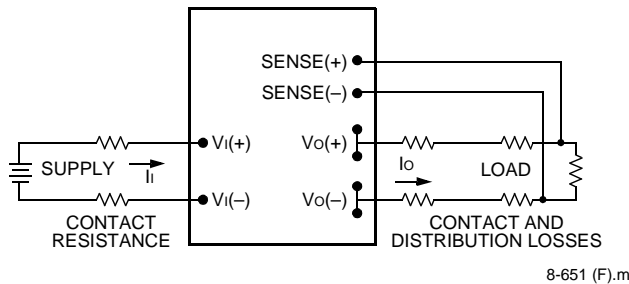 SENSE(+)
SENSE(–)
VI(+)
VO(+)
SUPPLY
II
IO
LOAD
VI(–)
VO(–)
CONTACT
RESISTANCE
CONTACT AND
DISTRIBUTION LOSSES
8-651 (F).m